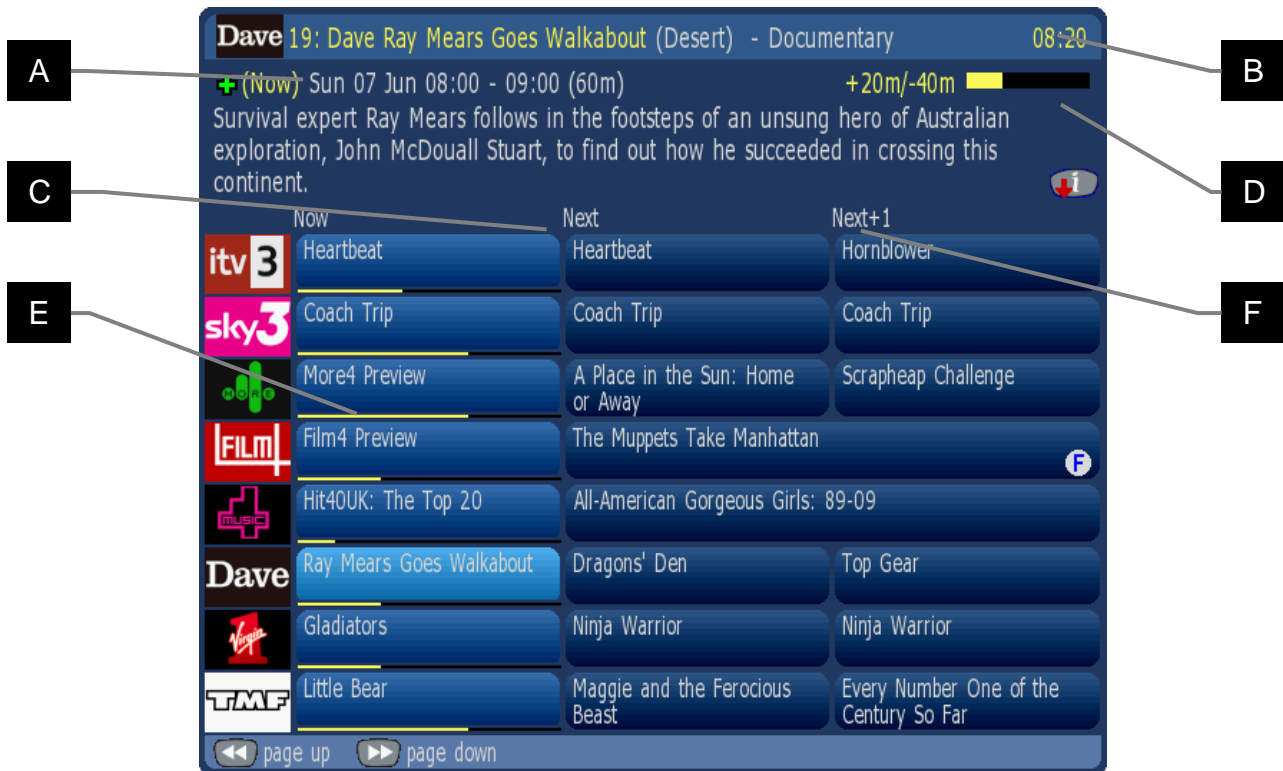 Dave 19: Dave Ray Mears Goes Walkabout (Desert) - Documentary 08:20
A
B
(Now) Sun 07 Jun 08:00 - 09:00 (60m) +20m/-40m
Survival expert Ray Mears follows in the footsteps of an unsung hero of Australian
exploration, John McDouall Stuart, to find out how he succeeded in crossing this
continent.
i
C
D
Now Next Next+1
itv 3 Heartbeat Heartbeat Hornblower
E
F
sky3 Coach Trip Coach Trip Coach Trip
MORE More4 Preview A Place in the Sun: Home Scrapheap Challenge
or Away
FILM4 Film4 Preview The Muppets Take Manhattan
F
4 MUSIC Hit40UK: The Top 20 All-American Gorgeous Girls: 89-09
Dave Ray Mears Goes Walkabout Dragons' Den Top Gear
Virgin 1 Gladiators Ninja Warrior Ninja Warrior
TMF Little Bear Maggie and the Ferocious Every Number One of the
Beast Century So Far
page up page down